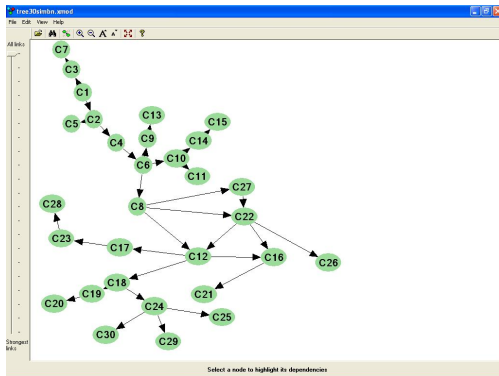 tree30simbn.xmod
File Edit View Help
All links
C7
C3
C1
C13
C2
C15
C5
C9
C4
C14
C10
C6
C11
C27
C28
C8
C22
C23
C17
C12
C16
C26
C18
C19
C21
C20
C24
C25
C30
C29
Strongest
links
Select a node to highlight its dependencies